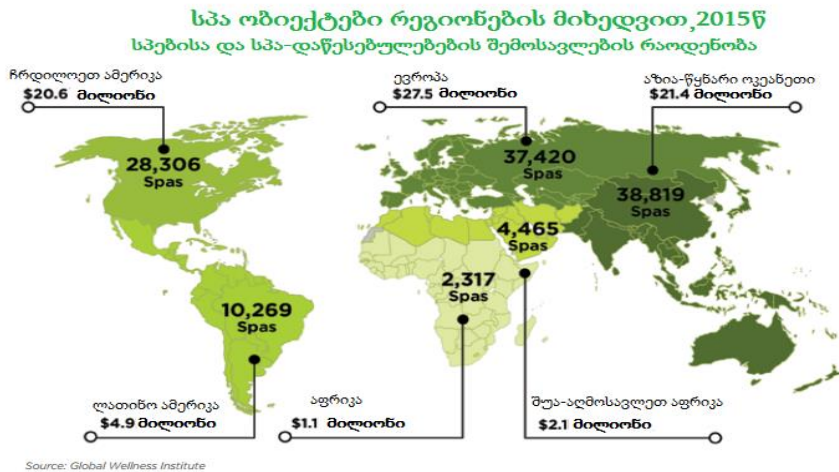 სპა ობიექტები რეგიონების მიხედვით,2015წ
სპებისა და სპა-დაწესებულებების შემოსავლების რაოდენობა
ჩრდილოეთ ამერიკა
$20.6 მილიონი
ევროპა
$27.5 მილიონი
აზია-წყნარი ოკეანეთი
$21.4 მილიონი
28,306
Spas
37,420
Spas
38,819
Spas
4,465
Spas
2,317
Spas
10,269
Spas
ლათინო ამერიკა
$4.9 მილიონი
აფრიკა
$1.1 მილიონი
შუა-აღმოსავლეთ აფრიკა
$2.1 მილიონი
Source: Global Wellness Institute